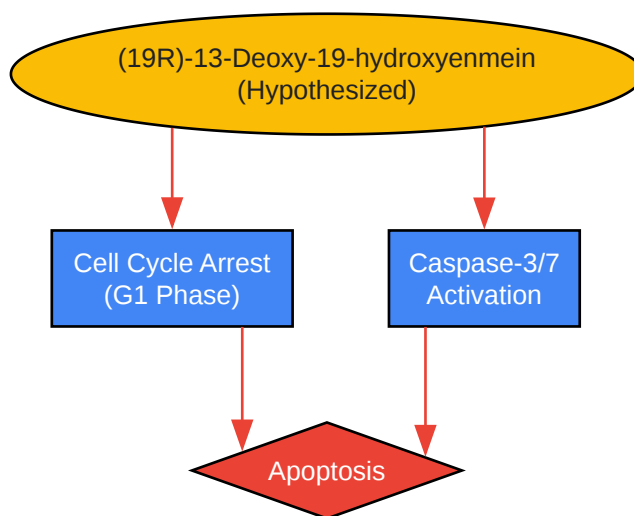 (19R)-13-Deoxy-19-hydroxyenmein
(Hypothesized)
Cell Cycle Arrest
(G1 Phase)
Caspase-3/7
Activation
Apoptosis